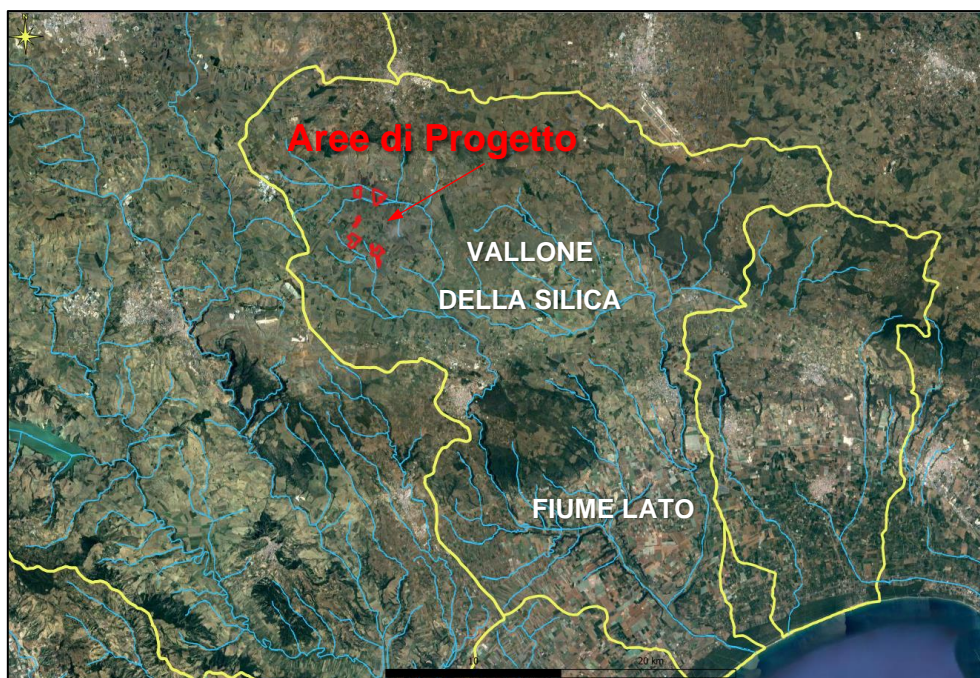 N
Aree di Progetto
VALLONE
DELLA SILICA
FIUME LATO
10
20 km